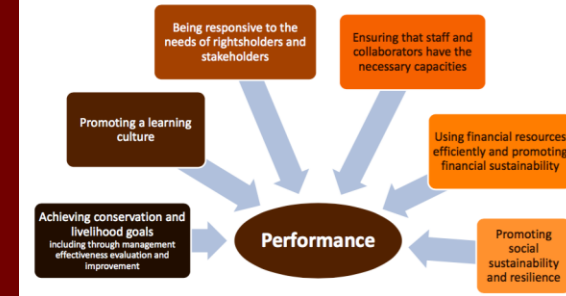 Being responsive to the
needs of rightsholders and
stakeholders
Ensuring that staff and
collaborators have the
necessary capacities
Promoting a learning
culture
Using financial resources
efficiently and promoting
financial sustainability
Achieving conservation and
livelihood goals
including through management
effectiveness evaluation and
improvement
Performance
Promoting
social
sustainability
and resilience